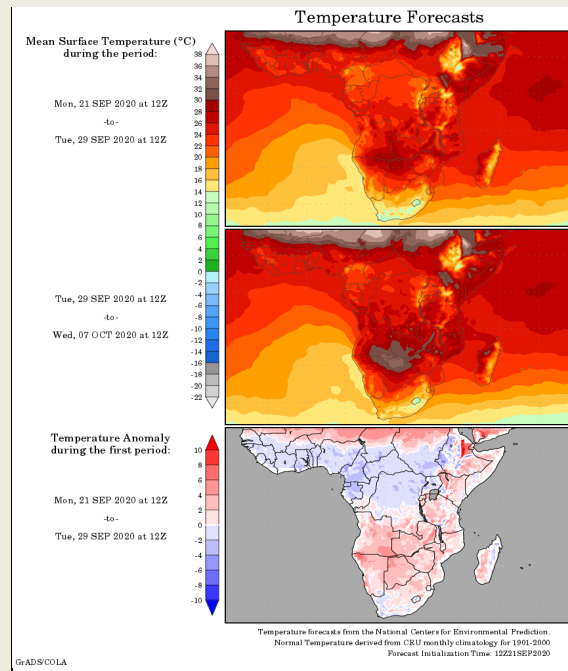 Temperature Forecasts
Mean Surface Temperature (°C)
during the period:
Mon, 21 SEP 2020 at 12Z
-to-
Tue, 29 SEP 2020 at 12Z
38
36
34
32
30
28
26
24
22
20
18
16
14
12
10
8
6
4
2
0
-2
-4
-6
-8
-10
-12
-14
-16
-18
-20
-22
Tue, 29 SEP 2020 at 12Z
-to-
Wed, 07 OCT 2020 at 12Z
Temperature Anomaly
during the first period:
Mon, 21 SEP 2020 at 12Z
-to-
Tue, 29 SEP 2020 at 12Z
10
8
6
4
2
0
-2
-4
-6
-8
-10
Temperature forecasts from the National Centers for Environmental Prediction.
Normal Temperature derived from CRU monthly climatology for 1901-2000
Forecast Initialization Time: 12Z21SEP2020
GrADS/COLA